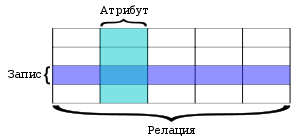 Атрибут
Запис
Релация